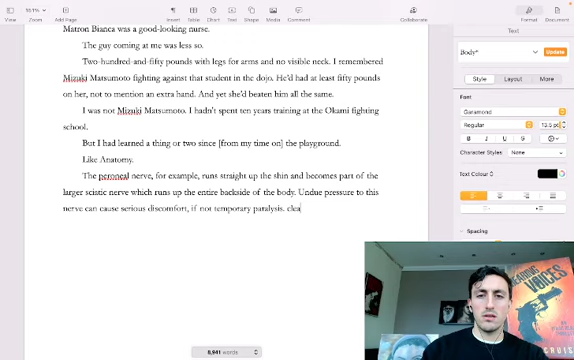 View
Zoom
Add Page
Insert
Table
Chart
Text
Shape
Media
Comment
Collaborate
Format
Document
Matron Bianca was a good-looking nurse.
The guy coming at me was less so.
Two-hundred-and-fifty pounds with legs for arms and no visible neck. I remembered
Mizuki Matsumoto fighting against that student in the dojo. He'd had at least fifty pounds
on her, not to mention an extra hand. And yet she'd beaten him all the same.
I was not Mizuki Matsumoto. I hadn't spent ten years training at the Okami fighting
school.
But I had learned a thing or two since [from my time on] the playground.
Like Anatomy.
The peroneal nerve, for example, runs straight up the shin and becomes part of the
larger sciatic nerve which runs up the entire backside of the body. Undue pressure to this
nerve can cause serious discomfort, if not temporary paralysis. clea
8,941 words
Text
Body*
Update
Style
Layout
More
Font
Garamond
Regular
13.5 pt
B I U S
Character Styles
None
Text Colour
Spacing
HEARING
VOICES
CRUISE